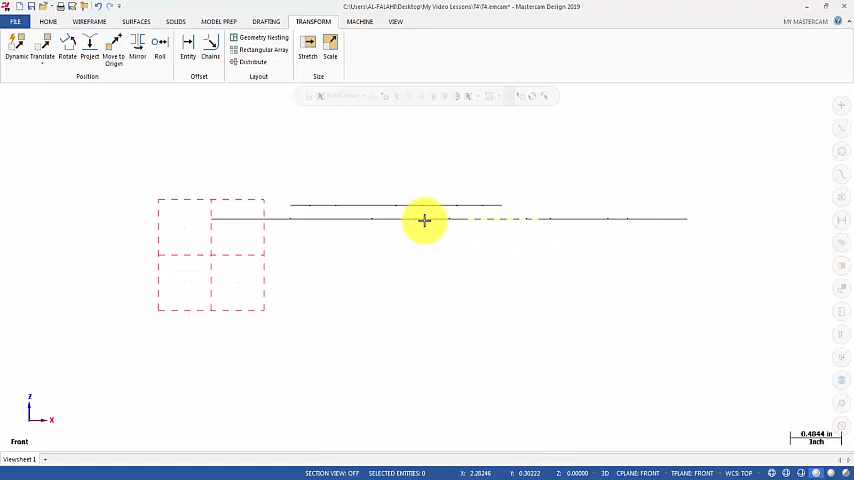 C:\Users\AL-FALAH\Desktop\My Video Lessons\T4\T4.emcam* - Mastercam Design 2019
FILE HOME WIREFRAME SURFACES SOLIDS MODEL PREP DRAFTING TRANSFORM MACHINE VIEW MY MASTERCAM
Dynamic Translate Rotate Project Move to Origin Mirror Roll
Entity Chains
Geometry Nesting
Rectangular Array
Distribute
Stretch Scale
Position Offset Layout Size
AutoCursor
Z
X
Front
0.4844 in
Inch
Viewsheet 1
SECTION VIEW: OFF SELECTED ENTITIES: 0 X: 2.28246 Y: 0.30222 Z: 0.00000 3D CPLANE: FRONT TPLANE: FRONT WCS: TOP